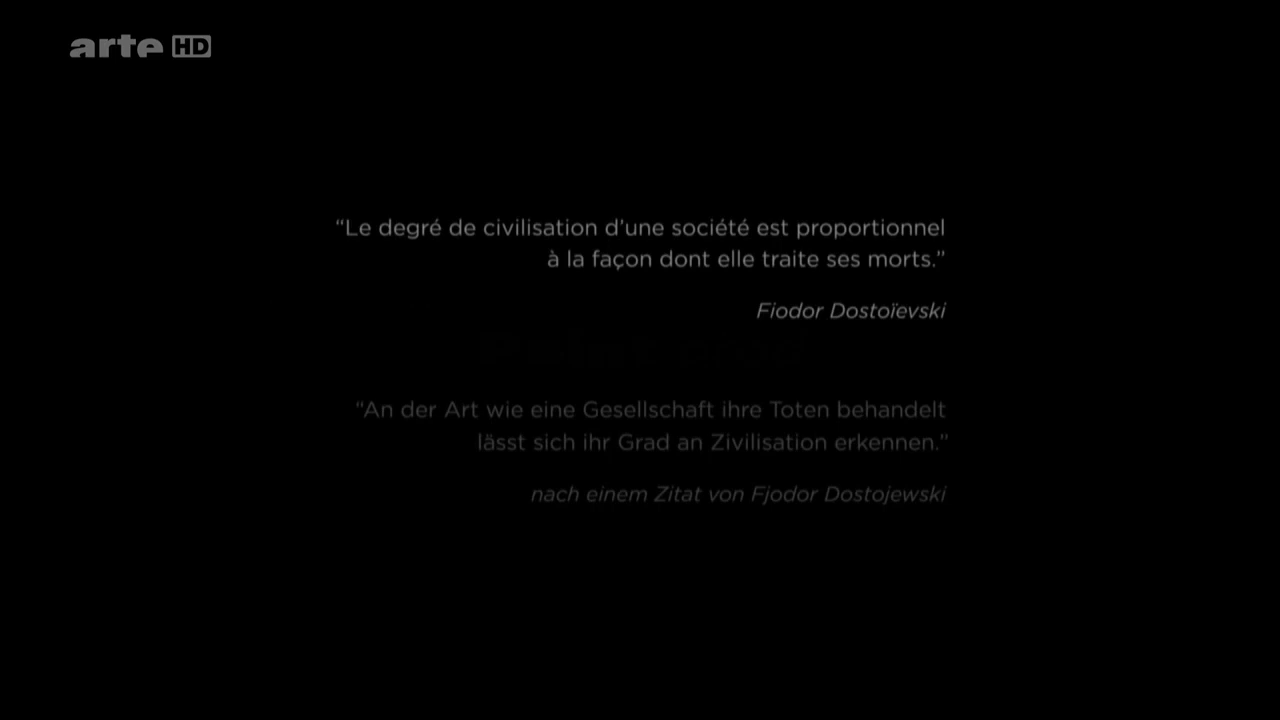 arte HD
“Le degré de civilisation d’une société est proportionnel
à la façon dont elle traite ses morts.”
Fiodor Dostoïevski
Point prod
“An der Art wie eine Gesellschaft ihre Toten behandelt
lässt sich ihr Grad an Zivilisation erkennen.”
nach einem Zitat von Fjodor Dostojewski